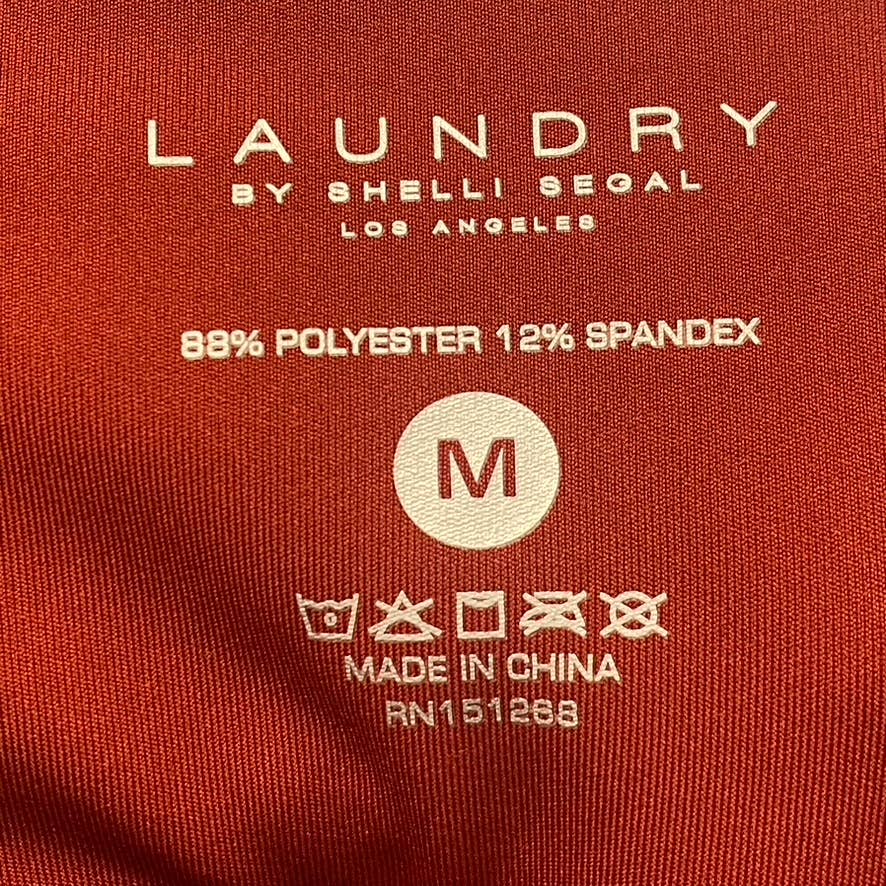 LAUNDRY
BY SHELLI SEGAL
LOS ANGELES
88% POLYESTER 12% SPANDEX
M
MADE IN CHINA
RN151268